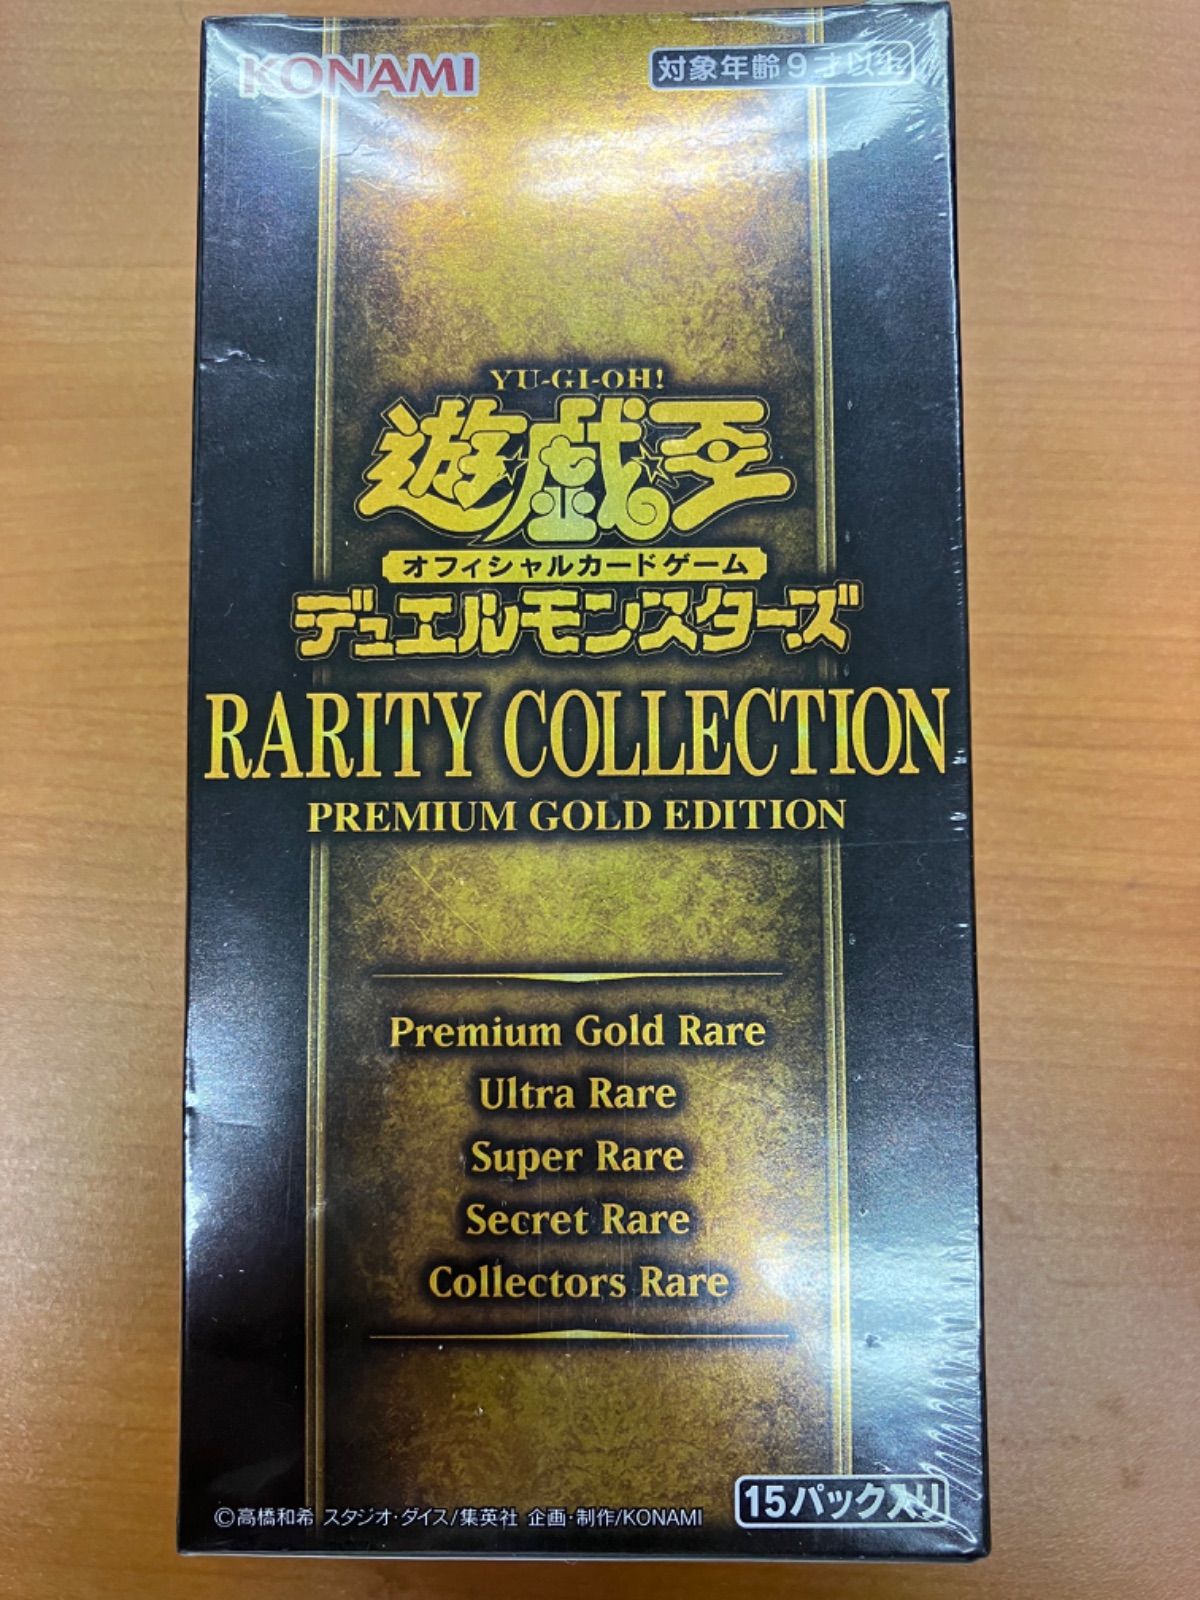 KONAMI
対象年齢9才以上
YU-GI-OH!
遊戯王
オフィシャルカードゲーム
デュエルモンスターズ
RARITY COLLECTION
PREMIUM GOLD EDITION
Premium Gold Rare
Ultra Rare
Super Rare
Secret Rare
Collectors Rare
15パック入り
©高橋和希 スタジオ・ダイス/集英社 企画・制作/KONAMI